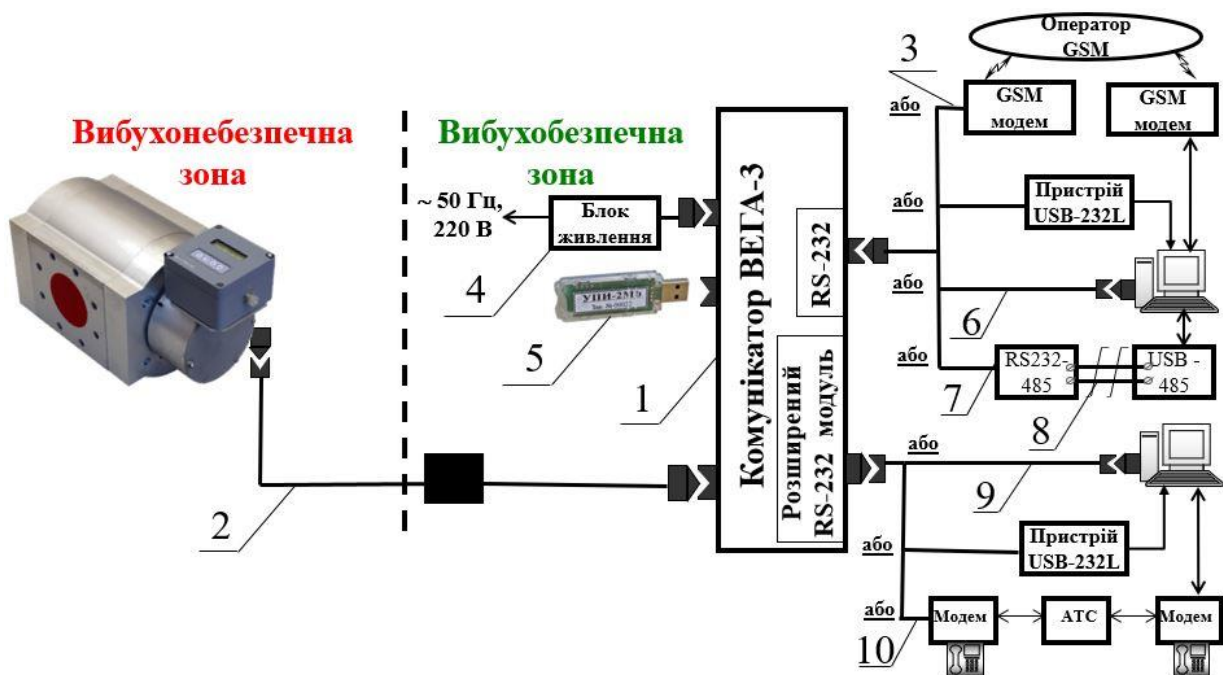 Оператор
GSM
3
або
GSM
модем
GSM
модем
Вибухонебезпечна
зона
Вибухобезпечна
зона
~ 50 Гц,
220 В
Блок
живлення
4
УПИ-2МБ
5
1
2
Комунікатор ВЕГА-3
RS-232
Розширений
RS-232 модуль
або
Пристрій
USB-232L
або
6
або
7
RS232-
485
8
USB -
485
або
9
або
Пристрій
USB-232L
або
10
Модем
АТС
Модем